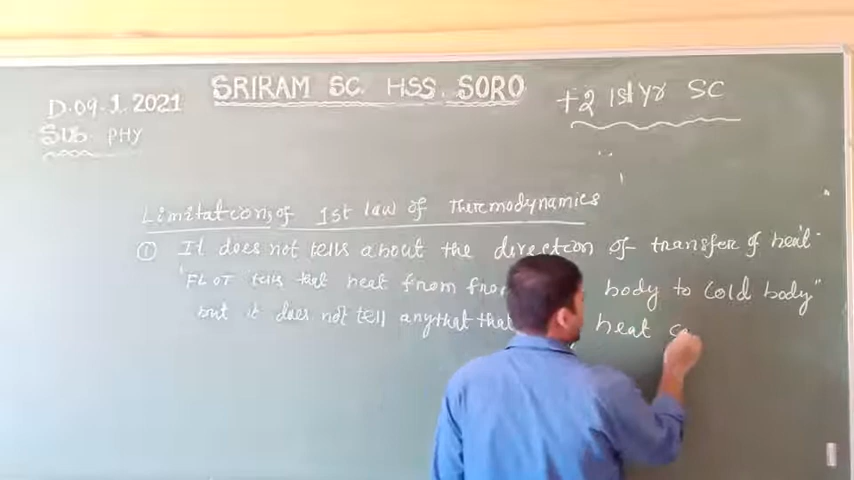 SRIRAM SC. HSS. SORO
+2 1st yr SC
D.09.1.2021
SUB PHY
Limitations of 1st law of Thermodynamics
① It does not tells about the direction of transfer of heat.
"FLOT tells that heat from body to cold body"
but it does not tell anythat that heat